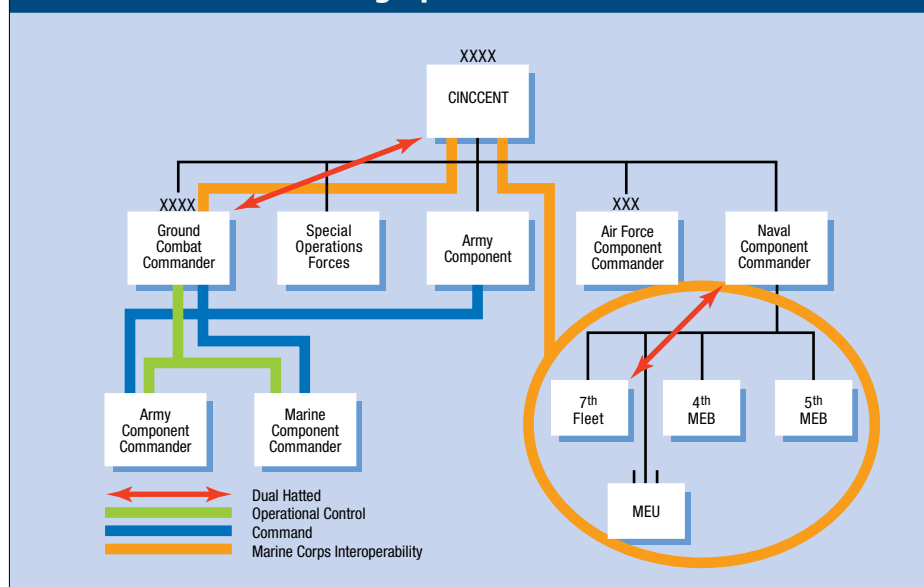 XXXX
CINCCENT
XXXX
XXX
Ground
Combat
Commander
Special
Operations
Forces
Army
Component
Air Force
Component
Commander
Naval
Component
Commander
7th
Fleet
4th
MEB
5th
MEB
Army
Component
Commander
Marine
Component
Commander
MEU
Dual Hatted
Operational Control
Command
Marine Corps Interoperability